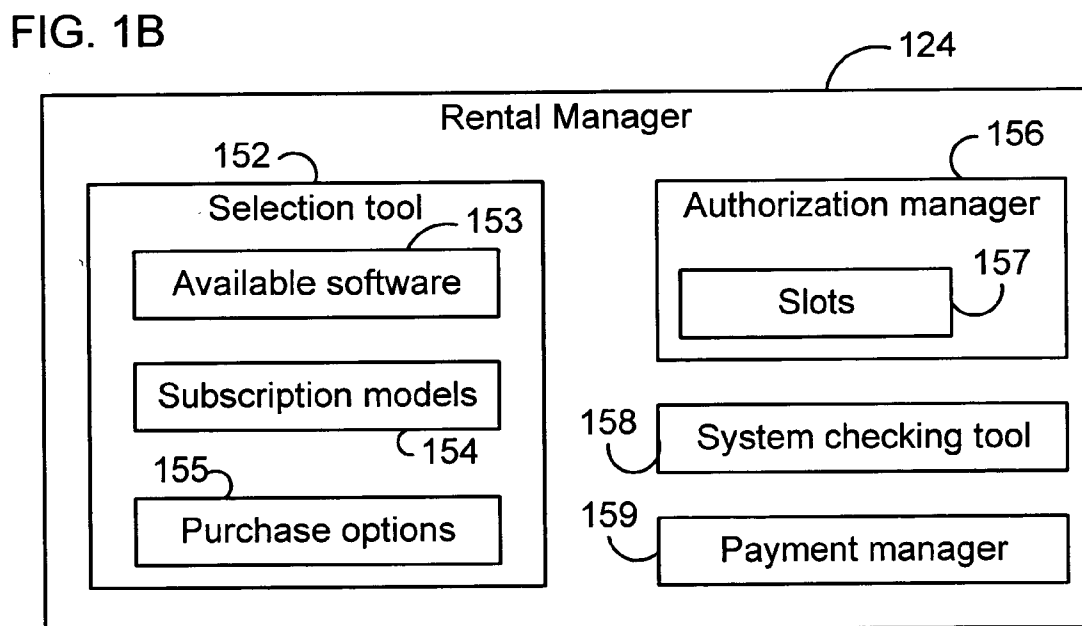 FIG. 1B
124
Rental Manager
152
Selection tool
153
Available software
Subscription models
154
155
Purchase options
156
Authorization manager
157
Slots
158
System checking tool
159
Payment manager